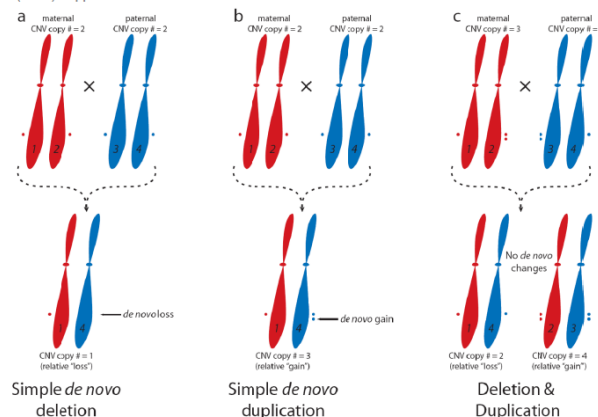 a
maternal
CNV copy # = 2
paternal
CNV copy # = 2
×
1
2
3
4
1
4
de novo loss
CNV copy # = 1
(relative "loss")
Simple de novo
deletion
b
maternal
CNV copy # = 2
paternal
CNV copy # = 2
×
1
2
3
4
1
4
de novo gain
CNV copy # = 3
(relative "gain")
Simple de novo
duplication
c
maternal
CNV copy # = 3
paternal
CNV copy # =
×
1
2
3
4
No de novo
changes
1
4
2
3
CNV copy # = 2
(relative "loss")
CNV copy # = 4
(relative "gain")
Deletion &
Duplication